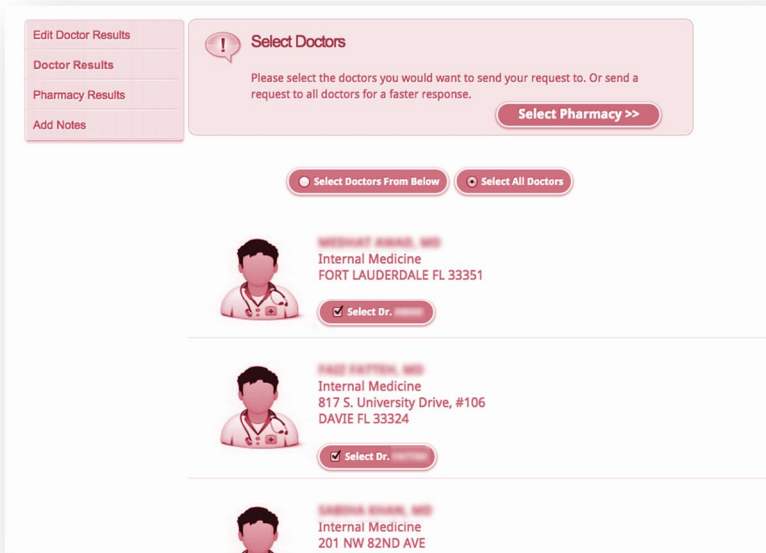 Edit Doctor Results
Doctor Results
Pharmacy Results
Add Notes
Select Doctors
Please select the doctors you would want to send your request to. Or send a
request to all doctors for a faster response.
Select Pharmacy >>
Select Doctors From Below
Select All Doctors
Internal Medicine
FORT LAUDERDALE FL 33351
Select Dr.
Internal Medicine
817 S. University Drive, #106
DAVIE FL 33324
Select Dr.
Internal Medicine
201 NW 82ND AVE